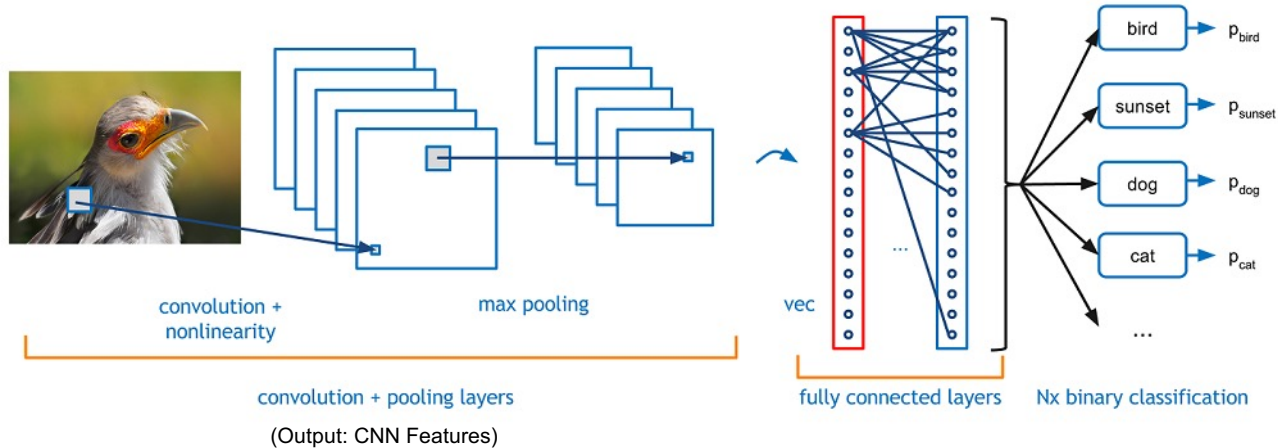 convolution +
nonlinearity
max pooling
convolution + pooling layers
(Output: CNN Features)
vec
...
fully connected layers
bird
p_bird
sunset
p_sunset
dog
p_dog
cat
p_cat
...
Nx binary classification